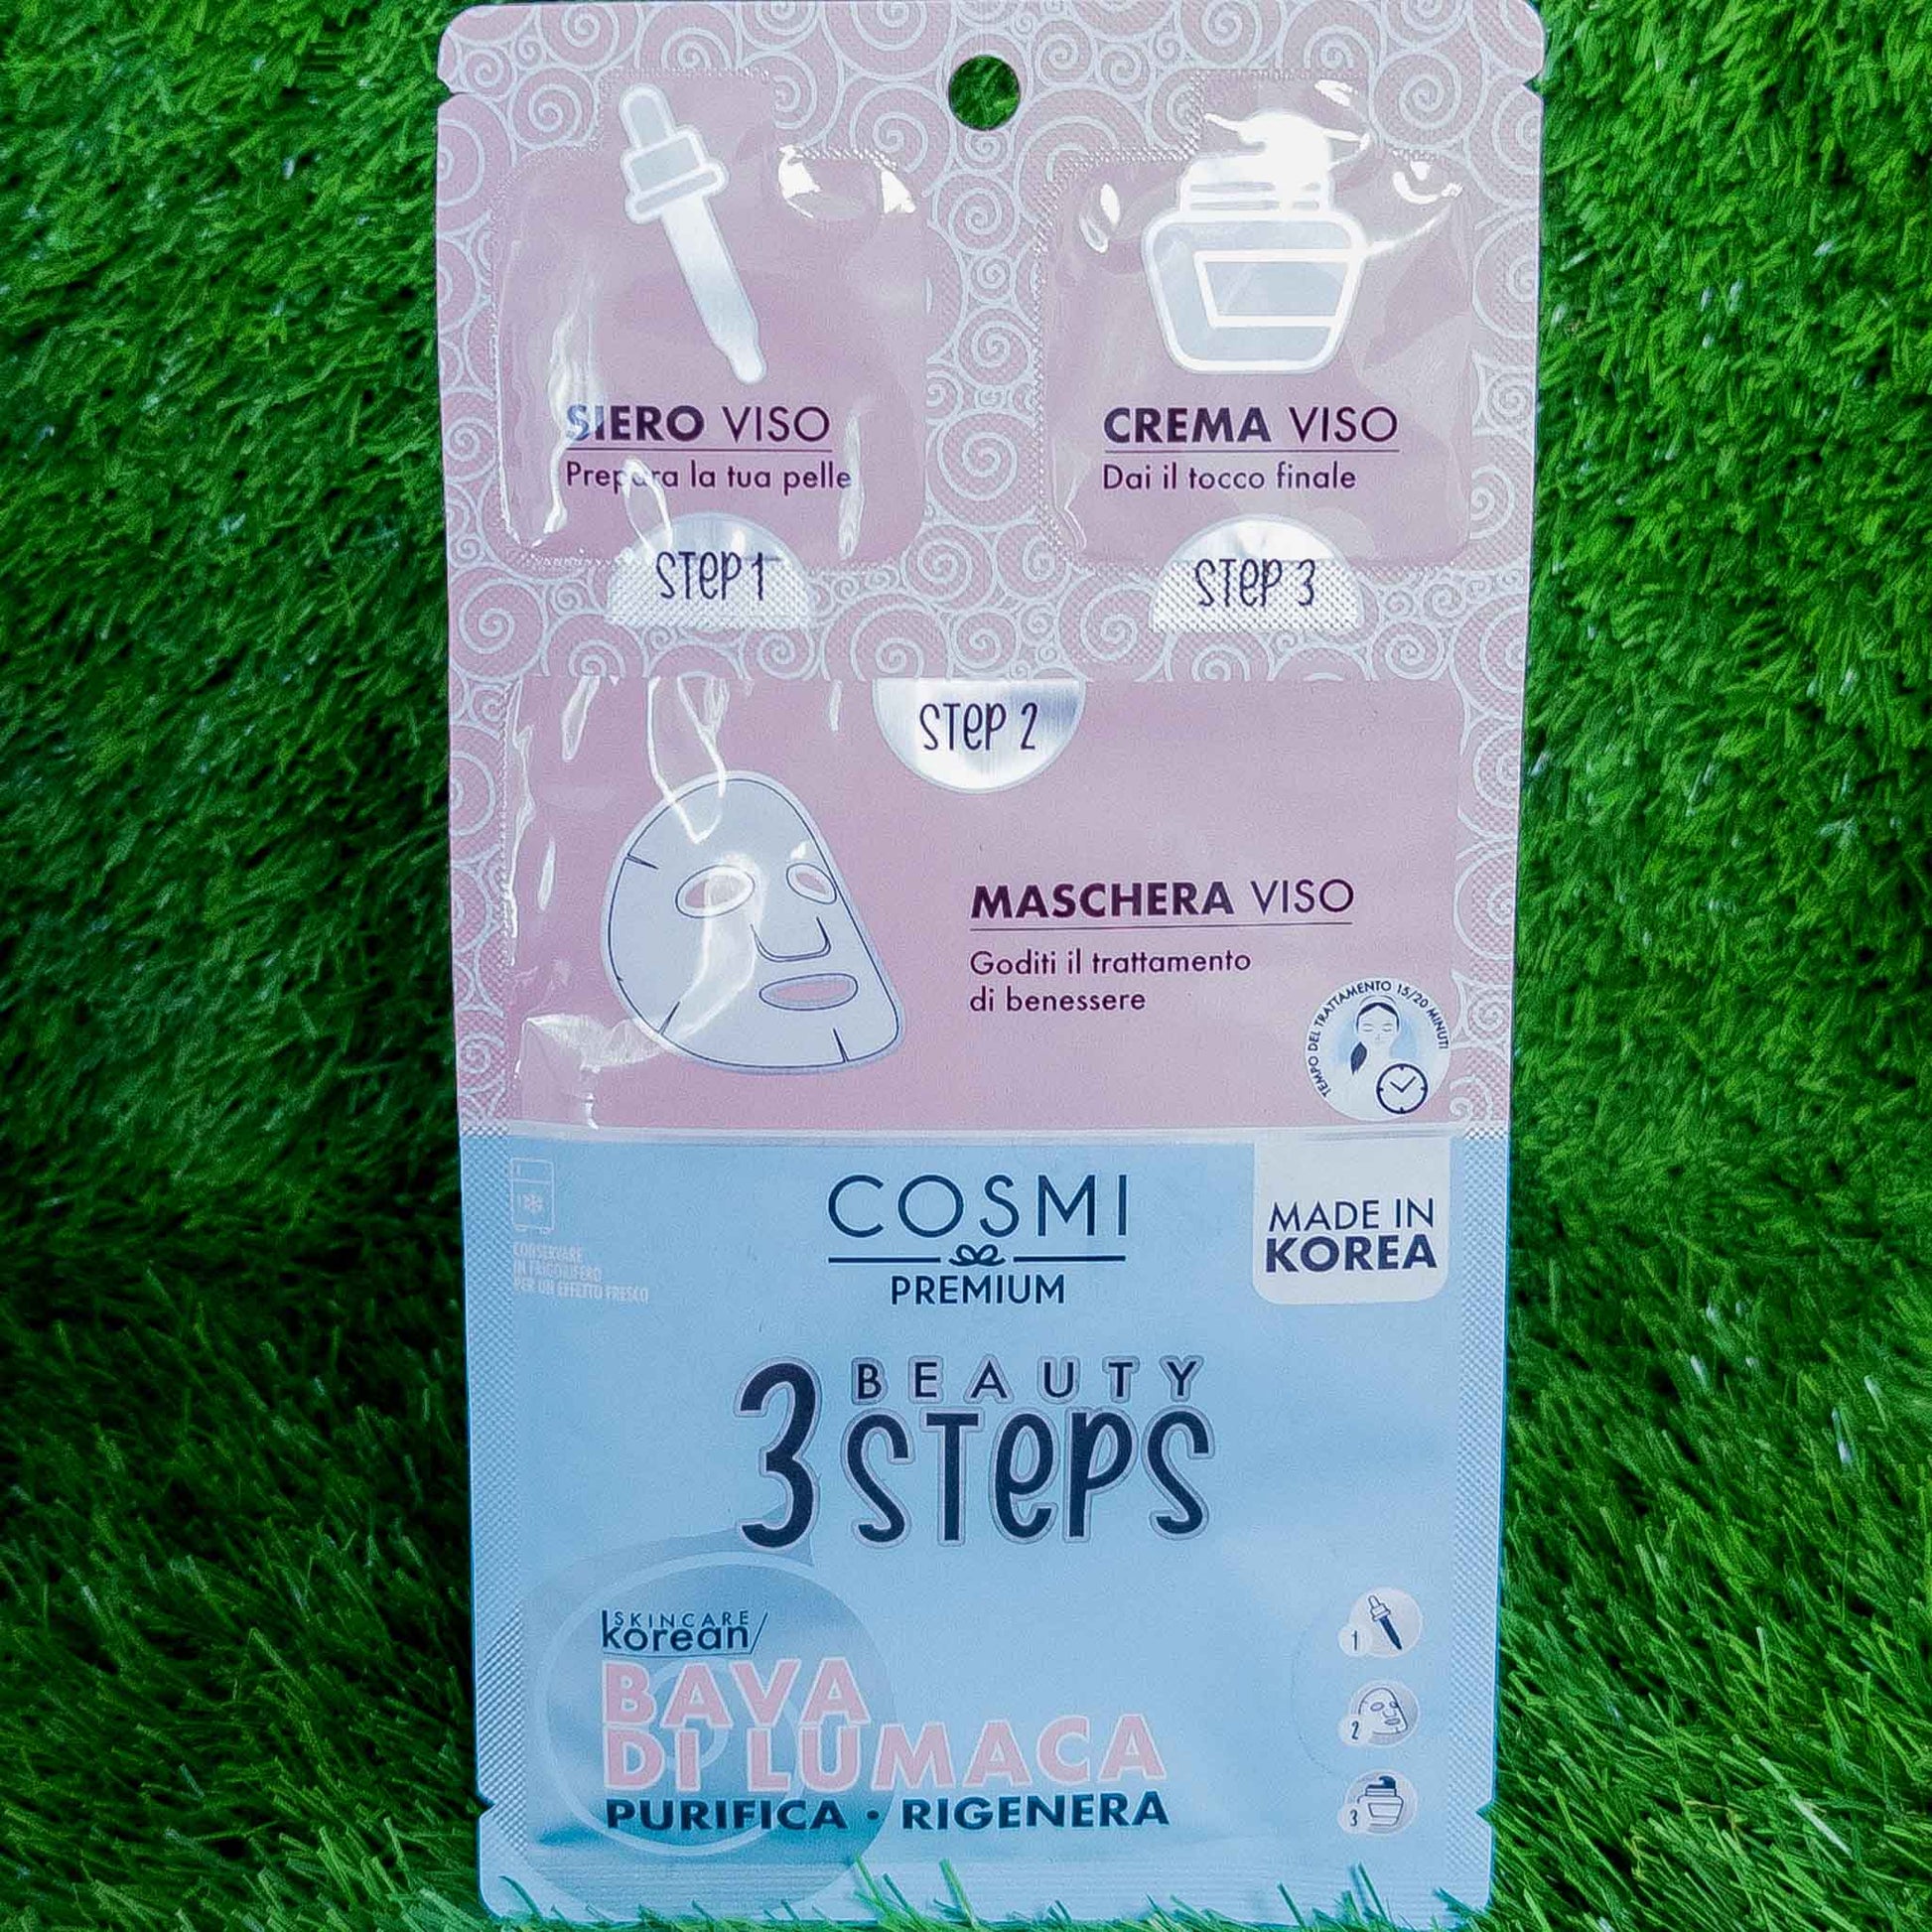 SIERO VISO
Prepara la tua pelle
STEP 1
CREMA VISO
Dai il tocco finale
STEP 3
STEP 2
MASCHERA VISO
Goditi il trattamento
di benessere
TEMPO DEL TRATTAMENTO 15/20 MINUTI
CONSERVARE
IN FRIGORIFERO
PER UN EFFETTO FRESCO
COSMI
PREMIUM
MADE IN
KOREA
3 BEAUTY
STEPS
SKINCARE
korean/
BAVA
DI LUMACA
PURIFICA • RIGENERA
1
2
3